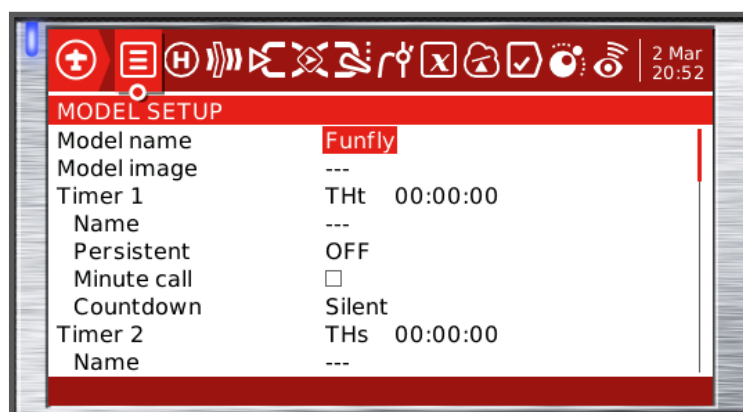 2 Mar
20:52
MODEL SETUP
Model name Funfly
Model image ---
Timer 1 THt 00:00:00
Name ---
Persistent OFF
Minute call
Countdown Silent
Timer 2 THs 00:00:00
Name ---